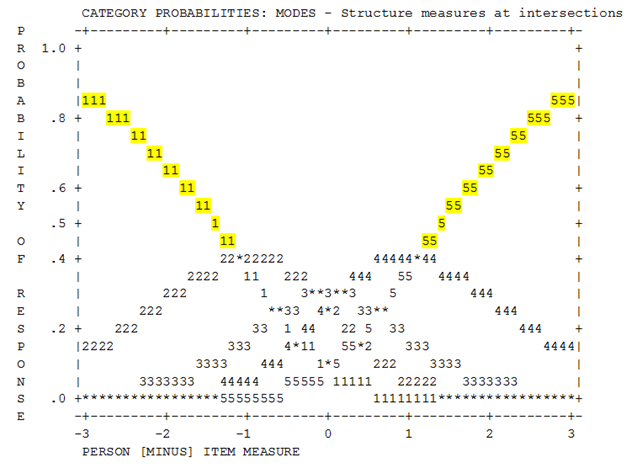 CATEGORY PROBABILITIES: MODES - Structure measures at intersections
P      -+---------+---------+---------+---------+---------+---------+-
R  1.0 +                                                             +
O      |                                                             |
B      |                                                             |
A      |111                                                       555|
B   .8 +   111                                                 555   +
I      |      11                                             55      |
L      |        11                                         55        |
I      |          11                                     55          |
T   .6 +            11                                 55            +
Y      |              11                             55              |
    .5 +                1                           5                +
O      |                 11                       55                 |
F   .4 +                 22*22222           44444*44                 +
       |             2222   11   222     444   55   4444             |
R      |          222         1    3**3**3    5         444          |
E      |       222             **33  4*2  33**             444       |
S   .2 +    222              33  1 44   22 5  33              444    +
P      |2222              333    4*11   55*2    333              4444|
O      |              3333    444    1*5    222    3333              |
N      |       3333333   44444   55555 11111   22222   3333333       |
S   .0 +*****************55555555           11111111*****************+
E      -+---------+---------+---------+---------+---------+---------+-
       -3        -2        -1         0         1         2         3
        PERSON [MINUS] ITEM MEASURE